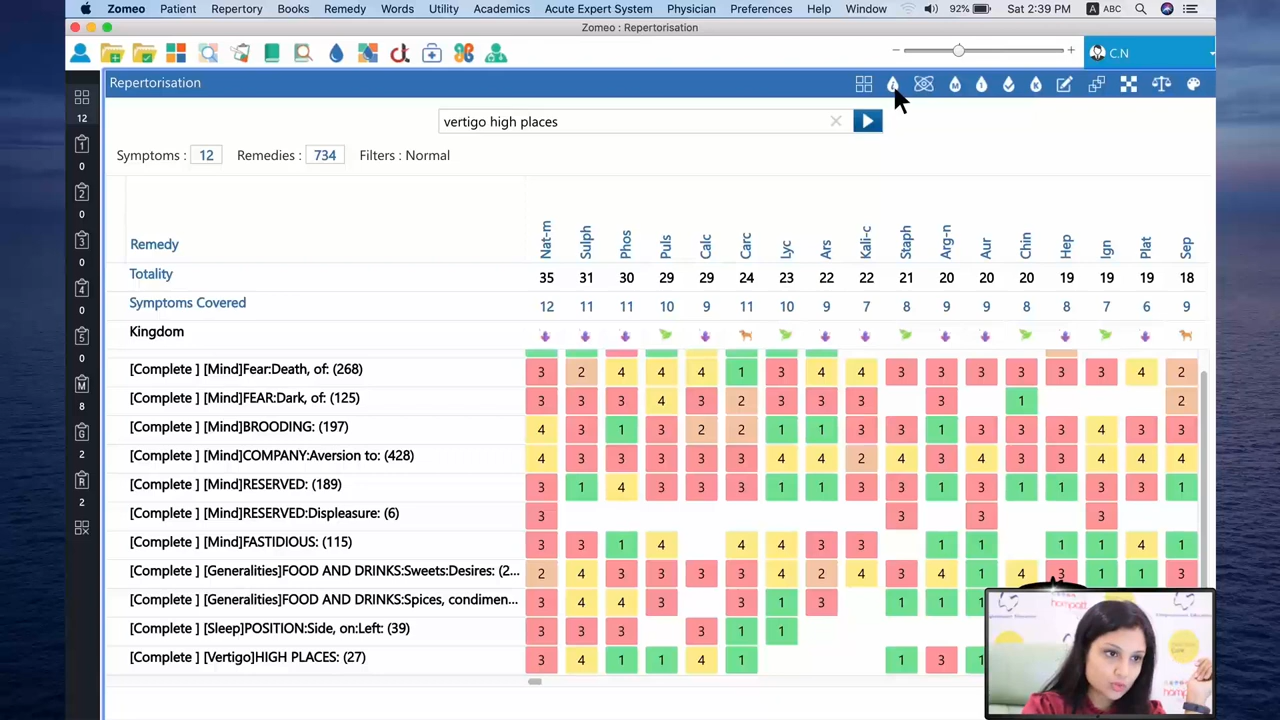 Zomeo Patient Repertory Books Remedy Words Utility Academics Acute Expert System Physician Preferences Help Window 92% Sat 2:39 PM A ABC
Zomeo : Repertorisation
C.N
Repertorisation
12
1
0
2
0
3
0
4
0
5
0
M
8
G
2
R
2
vertigo high places
Symptoms : 12 Remedies : 734 Filters : Normal
Remedy Nat-m Sulph Phos Puls Calc Carc Lyc Ars Kali-c Staph Arg-n Aur Chin Hep Ign Plat Sep
Totality 35 31 30 29 29 24 23 22 22 21 20 20 20 19 19 19 18
Symptoms Covered 12 11 11 10 9 11 10 9 7 8 9 9 8 8 7 6 9
Kingdom
[Complete ] [Mind]Fear:Death, of: (268) 3 2 4 4 4 1 3 4 4 3 3 3 3 3 3 4 2
[Complete ] [Mind]FEAR:Dark, of: (125) 3 3 3 4 3 2 3 3 3 3 1 2
[Complete ] [Mind]BROODING: (197) 4 3 1 3 2 2 1 1 3 3 1 3 3 3 4 3 3
[Complete ] [Mind]COMPANY:Aversion to: (428) 4 3 3 3 3 3 4 4 2 4 3 4 3 3 4 4 4
[Complete ] [Mind]RESERVED: (189) 3 1 4 3 3 3 1 1 3 3 1 3 1 1 3 3 1
[Complete ] [Mind]RESERVED:Displeasure: (6) 3 3 3 3
[Complete ] [Mind]FASTIDIOUS: (115) 3 3 1 4 4 4 3 3 1 1 1 1 4 1
[Complete ] [Generalities]FOOD AND DRINKS:Sweets:Desires: (2... 2 4 3 3 3 3 4 2 4 3 4 1 4 3 1 1 3
[Complete ] [Generalities]FOOD AND DRINKS:Spices, condimen... 3 4 4 3 3 1 3 1 1 1
[Complete ] [Sleep]POSITION:Side, on:Left: (39) 3 3 3 3 1 1
[Complete ] [Vertigo]HIGH PLACES: (27) 3 4 1 1 4 1 1 3 1